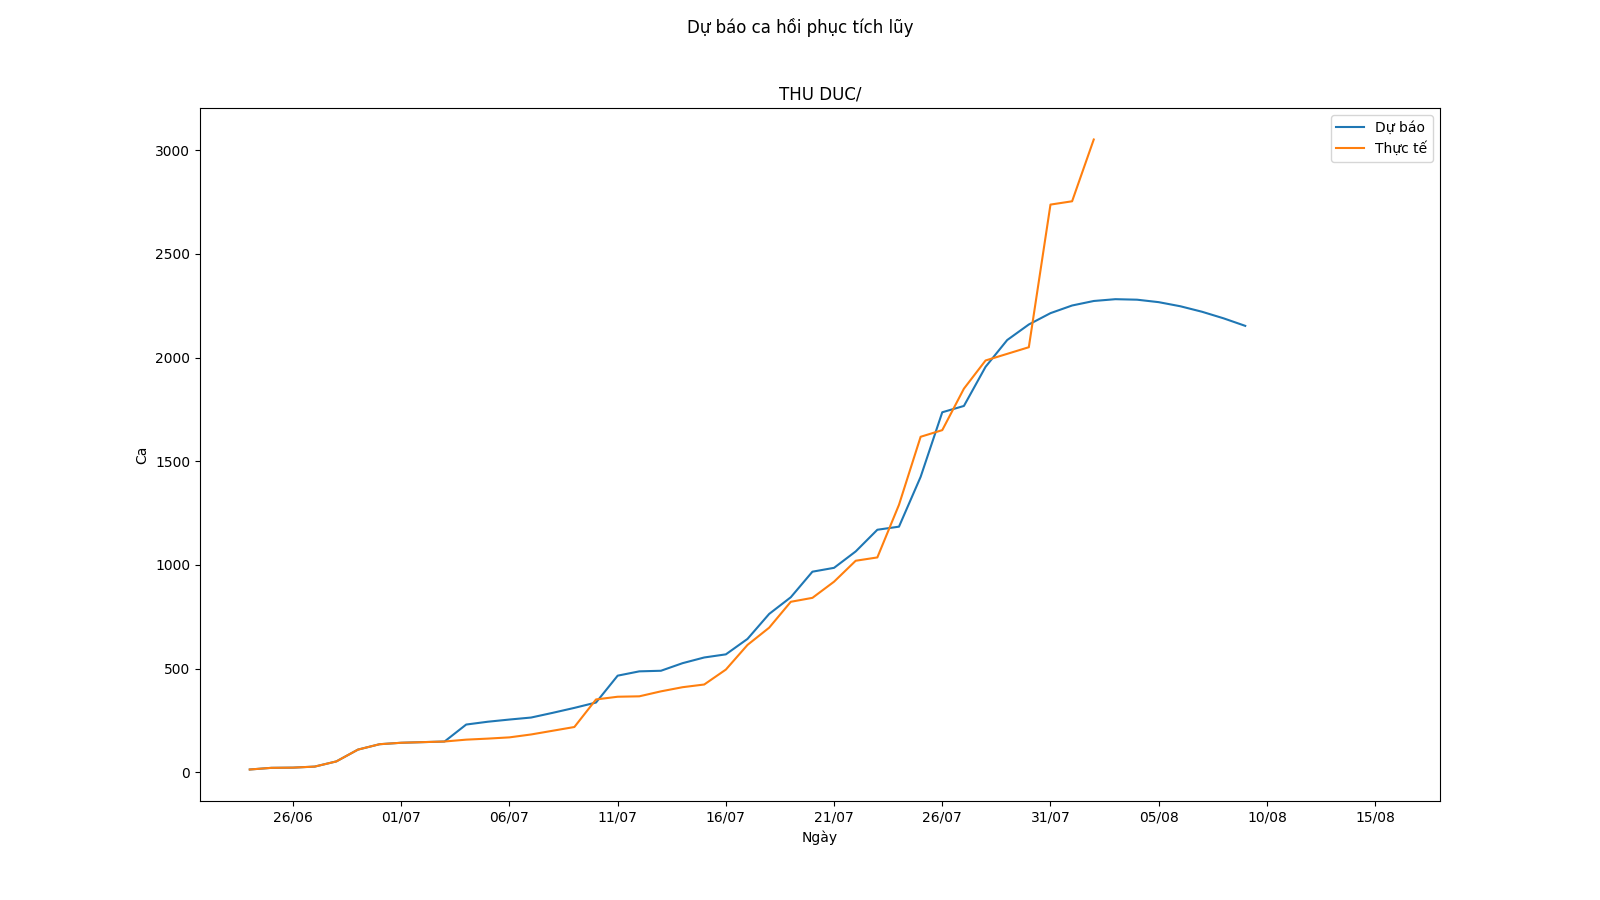 Dự báo ca hồi phục tích lũy
THU DUC/
Dự báo
Thực tế
3000
2500
2000
1500
1000
500
0
Ca
26/06 01/07 06/07 11/07 16/07 21/07 26/07 31/07 05/08 10/08 15/08
Ngày